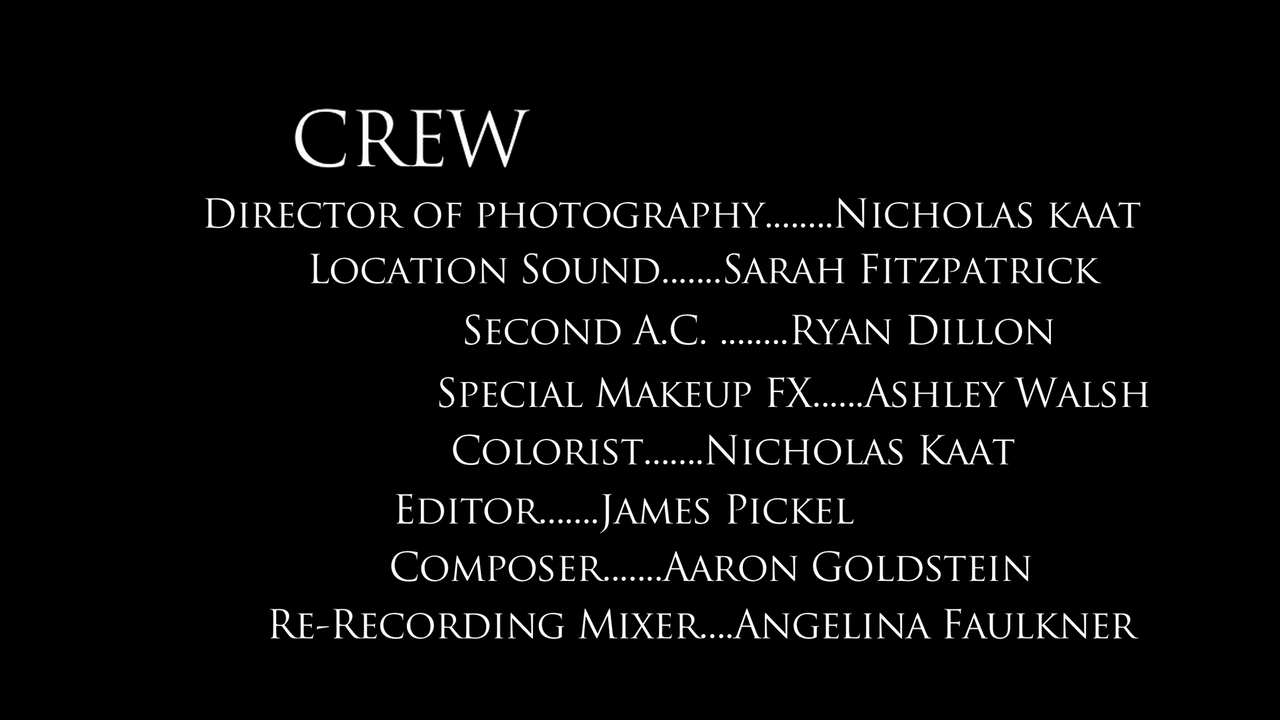 CREW
Director of photography........Nicholas kaat
Location Sound.......Sarah Fitzpatrick
Second A.C. ........Ryan Dillon
Special Makeup FX......Ashley Walsh
Colorist.......Nicholas Kaat
Editor.......James Pickel
Composer.......Aaron Goldstein
Re-Recording Mixer....Angelina Faulkner